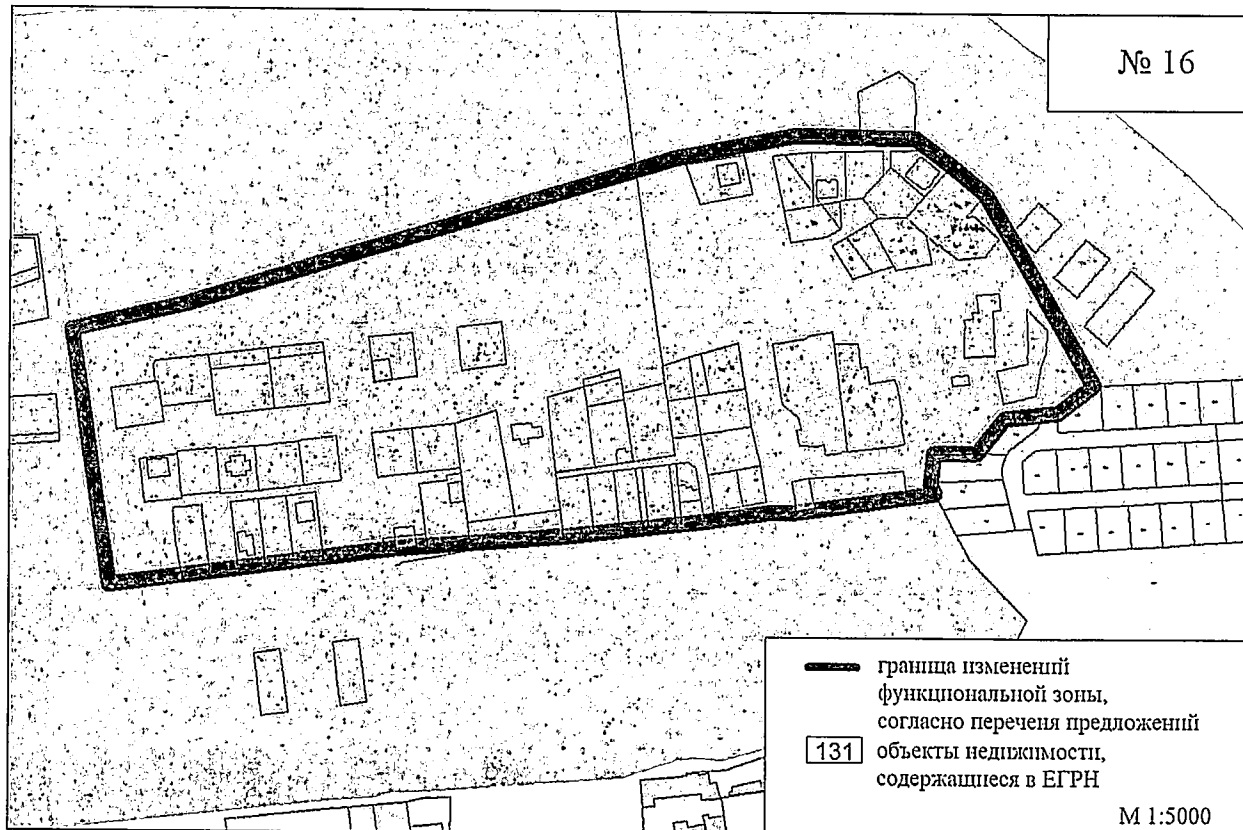 № 16
граница изменений
функциональной зоны,
согласно перечня предложений
131 объекты недвижимости,
содержащиеся в ЕГРН
М 1:5000